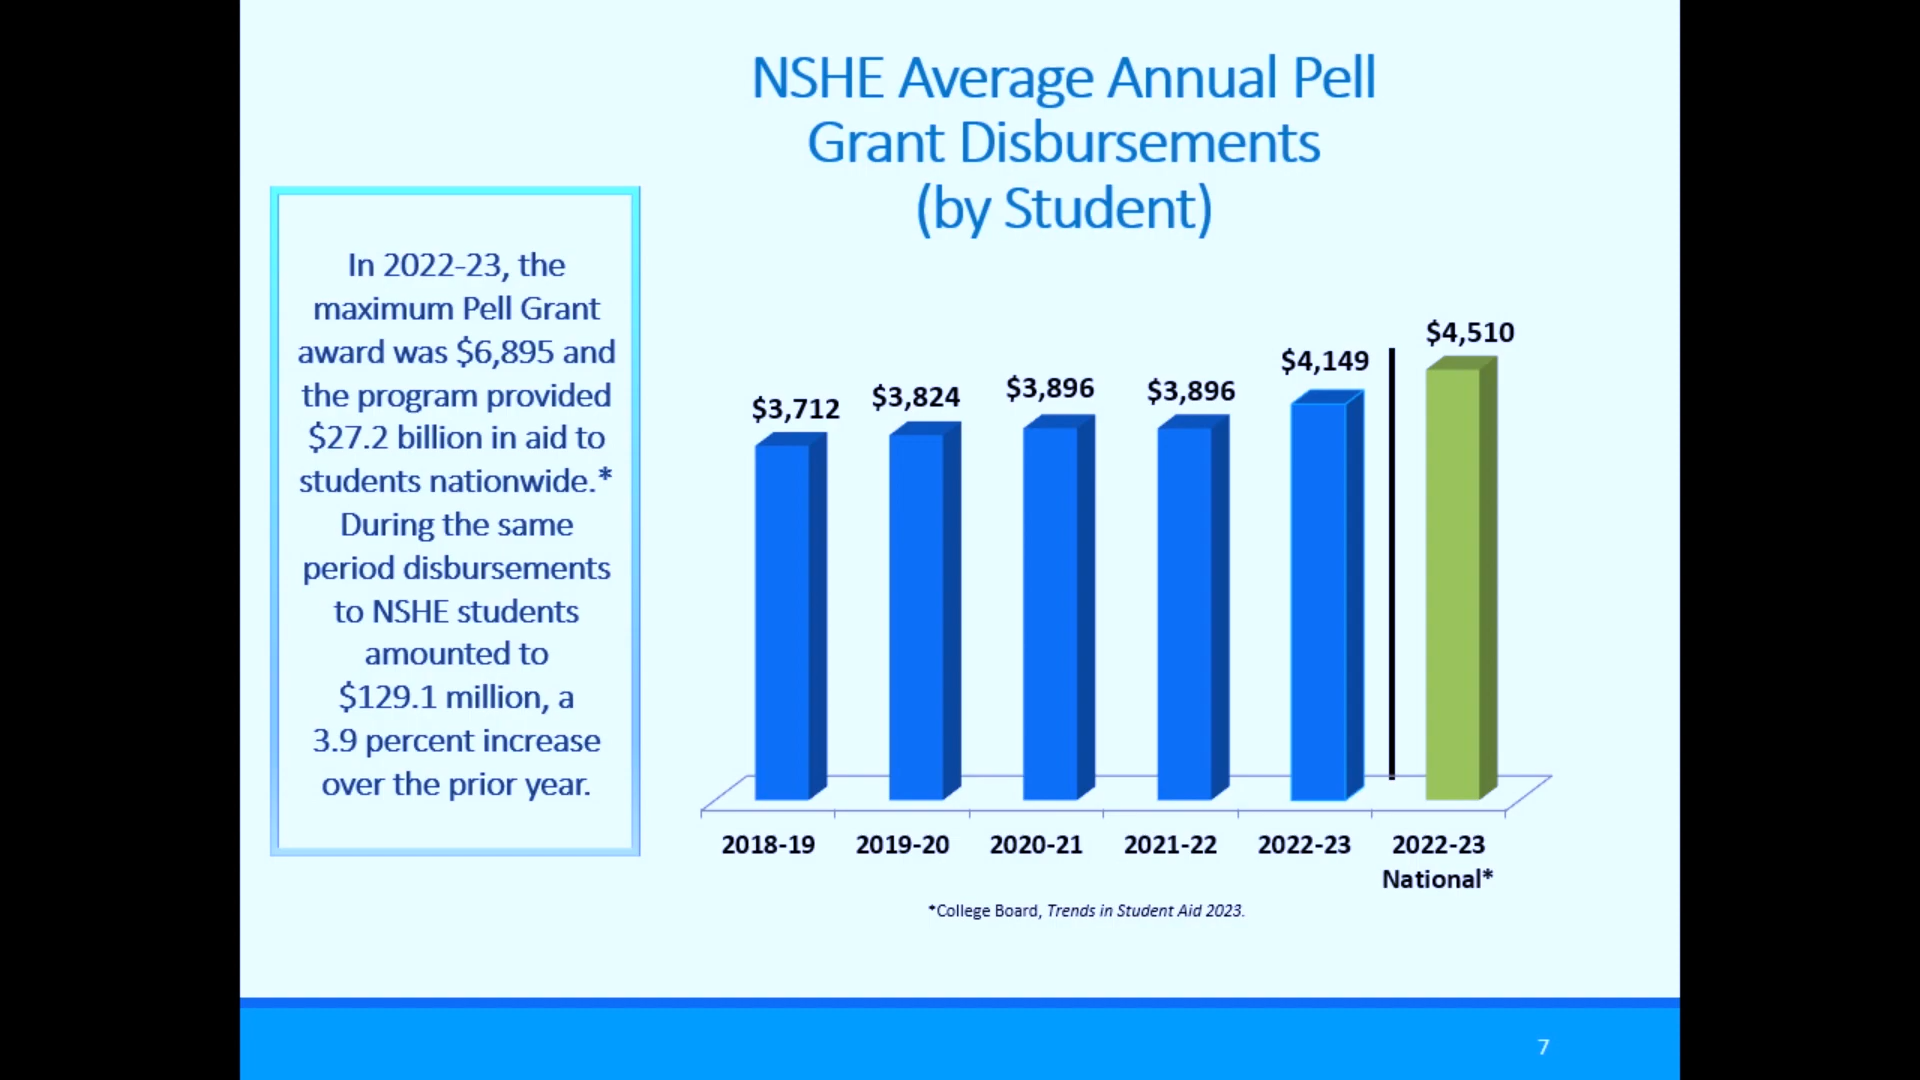 NSHE Average Annual Pell
Grant Disbursements
(by Student)
In 2022-23, the
maximum Pell Grant
award was $6,895 and
the program provided
$27.2 billion in aid to
students nationwide.*
During the same
period disbursements
to NSHE students
amounted to
$129.1 million, a
3.9 percent increase
over the prior year.
$3,712
$3,824
$3,896
$3,896
$4,149
$4,510
2018-19
2019-20
2020-21
2021-22
2022-23
2022-23
National*
*College Board, Trends in Student Aid 2023.
7